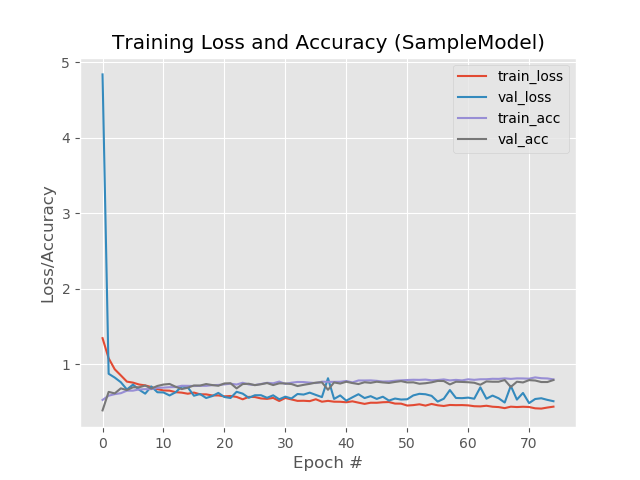 Training Loss and Accuracy (SampleModel)
train_loss
val_loss
train_acc
val_acc
Loss/Accuracy
5
4
3
2
1
0 10 20 30 40 50 60 70
Epoch #